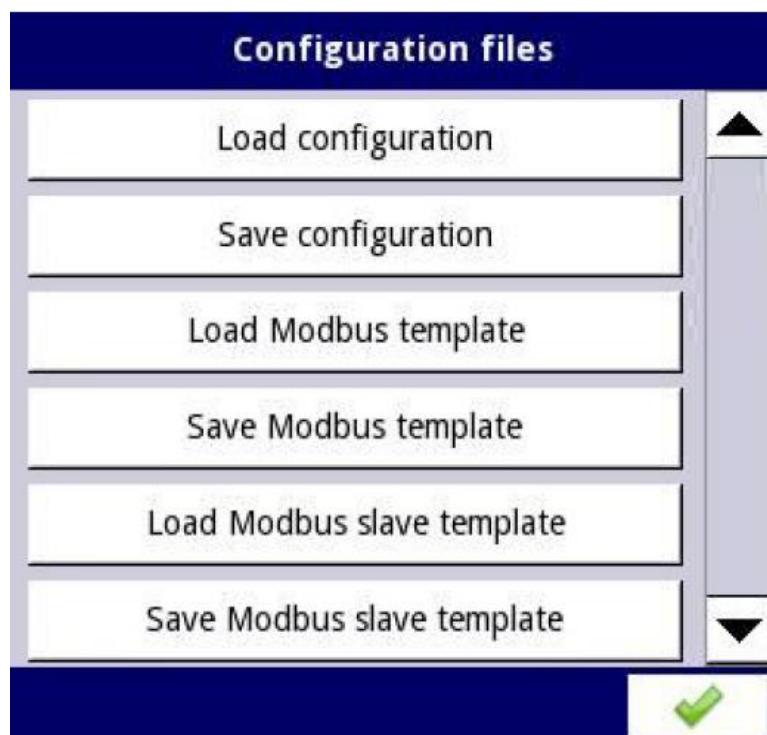 Configuration files
Load configuration
Save configuration
Load Modbus template
Save Modbus template
Load Modbus slave template
Save Modbus slave template